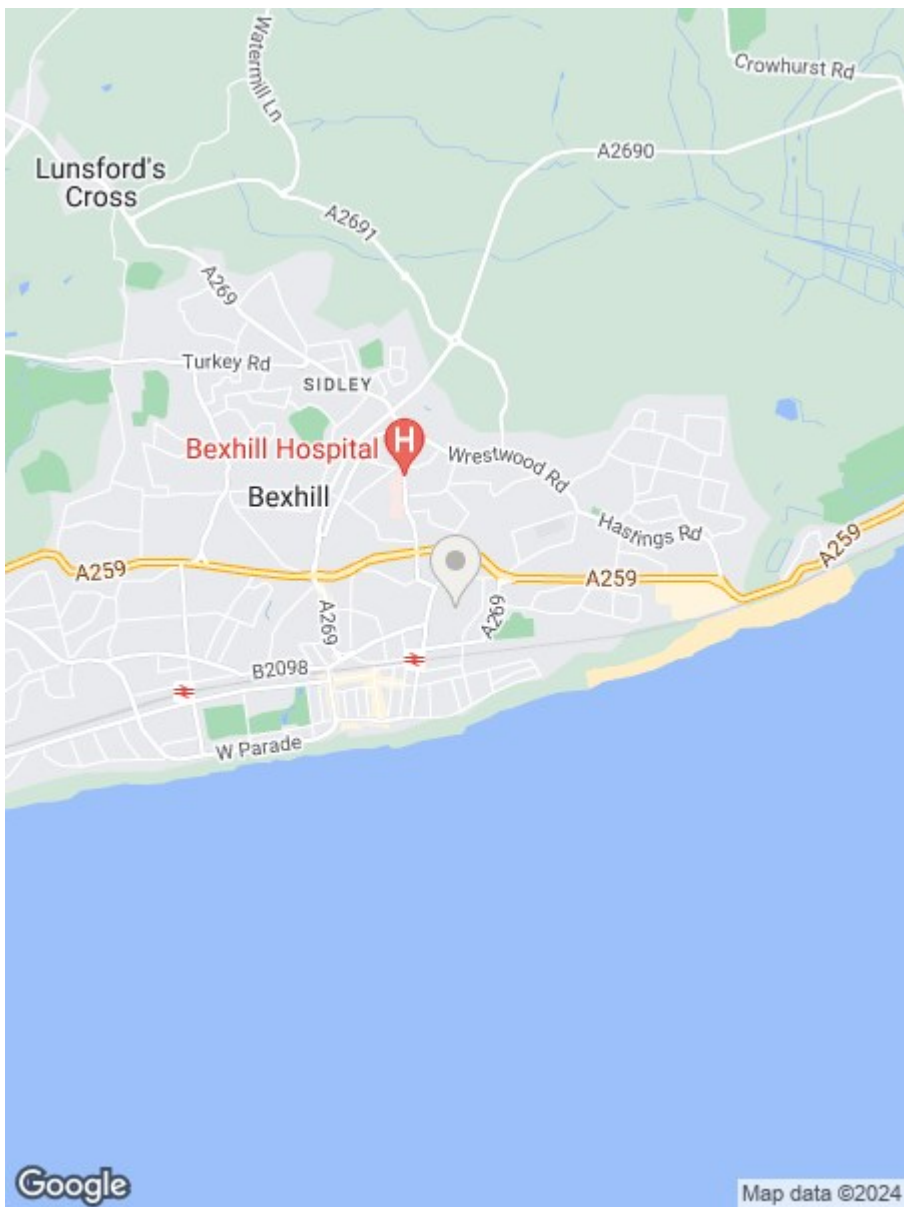 Watermill Ln
Crowhurst Rd
A2690
Lunsford's
Cross
A2691
A269
Turkey Rd
SIDLEY
Bexhill Hospital
H
Wrestwood Rd
Bexhill
Hastings Rd
A259
A259
A259
A269
A269
B2098
W Parade
Google
Map data ©2024